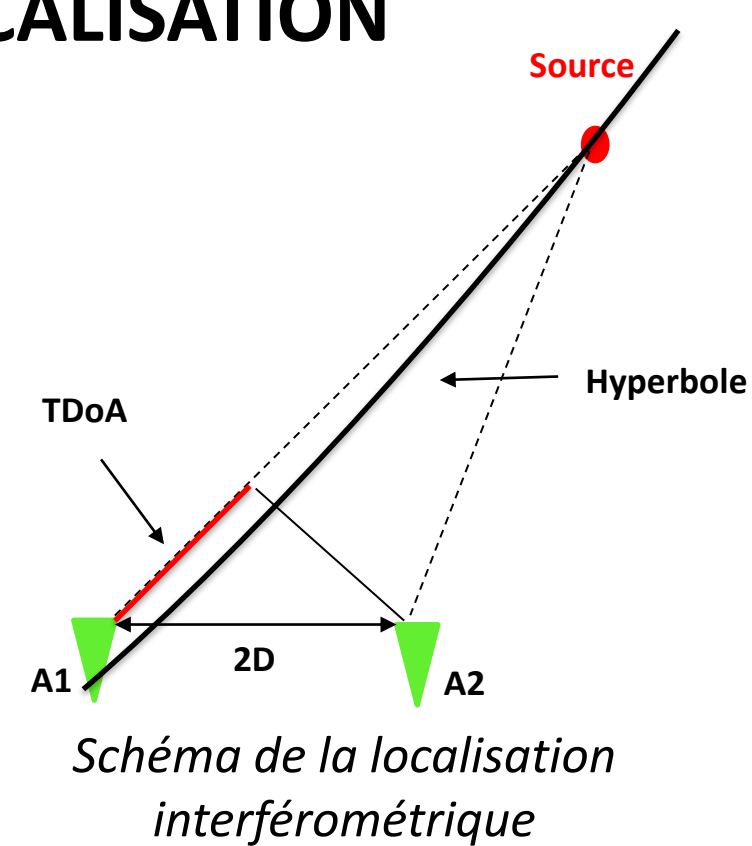 CALISATION
Source
Hyperbole
TDoA
2D
A1
A2
Schéma de la localisation
interférométrique